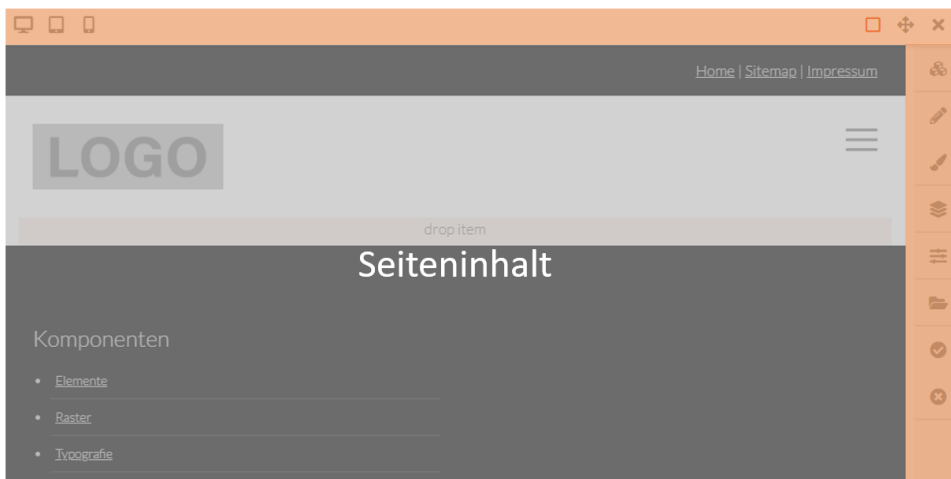 Home | Sitemap | Impressum
LOGO
drop item
Seiteninhalt
Komponenten
Elemente
Raster
Typografie